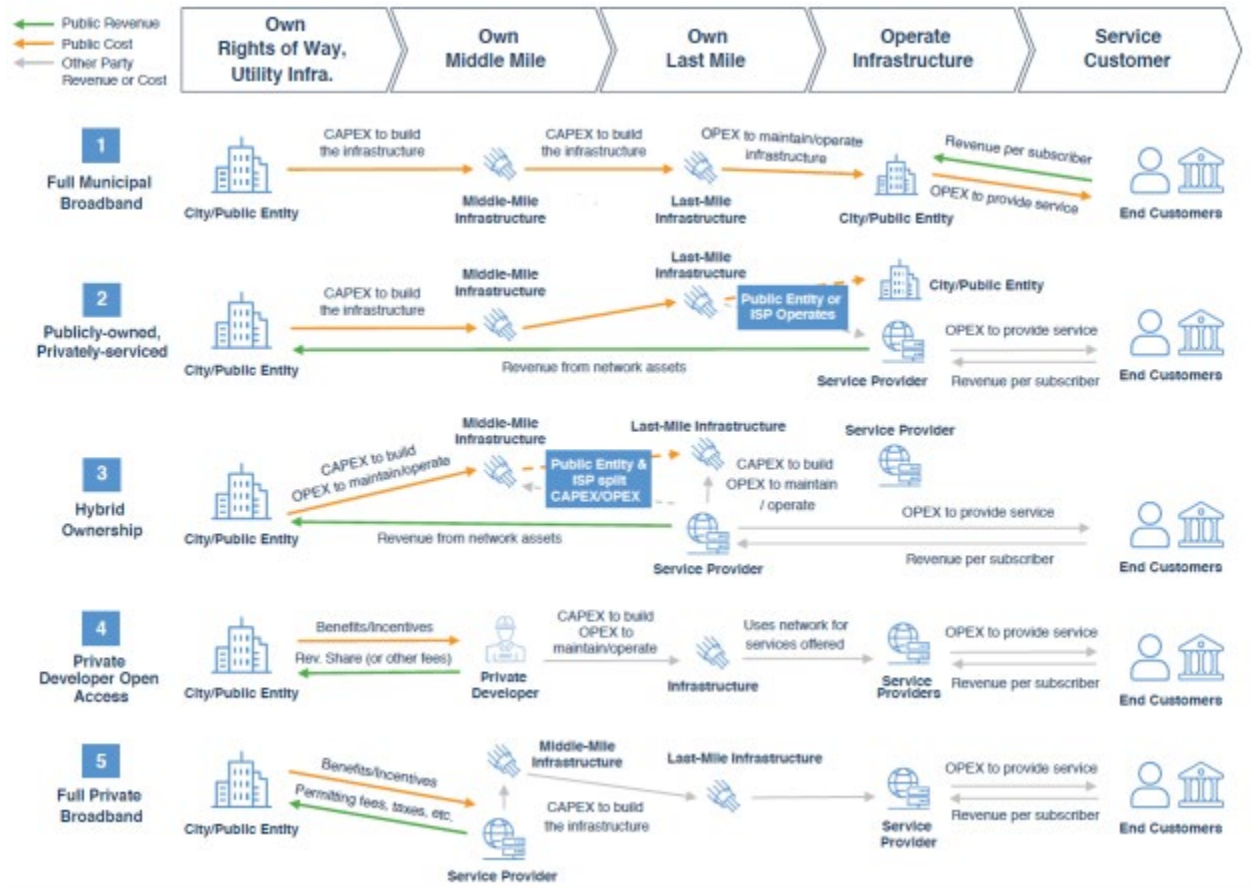 Public Revenue
Public Cost
Other Party
Revenue or Cost
Own
Rights of Way,
Utility Infra.
Own
Middle Mile
Own
Last Mile
Operate
Infrastructure
Service
Customer
1
Full Municipal
Broadband
City/Public Entity
CAPEX to build
the infrastructure
Middle-Mile
Infrastructure
CAPEX to build
the infrastructure
Last-Mile
Infrastructure
OPEX to maintain/operate
infrastructure
City/Public Entity
Revenue per subscriber
OPEX to provide service
End Customers
2
Publicly-owned,
Privately-serviced
City/Public Entity
CAPEX to build
the infrastructure
Middle-Mile
Infrastructure
Last-Mile
Infrastructure
Public Entity or
ISP Operates
City/Public Entity
Revenue from network assets
Service Provider
OPEX to provide service
Revenue per subscriber
End Customers
3
Hybrid
Ownership
City/Public Entity
CAPEX to build
OPEX to maintain/operate
Middle-Mile
Infrastructure
Public Entity &
ISP split
CAPEX/OPEX
Last-Mile Infrastructure
CAPEX to build
OPEX to maintain
/ operate
Service Provider
Revenue from network assets
Service Provider
OPEX to provide service
Revenue per subscriber
End Customers
4
Private
Developer Open
Access
City/Public Entity
Benefits/Incentives
Rev. Share (or other fees)
Private
Developer
CAPEX to build
OPEX to
maintain/operate
Infrastructure
Uses network for
services offered
Service
Providers
OPEX to provide service
Revenue per subscriber
End Customers
5
Full Private
Broadband
City/Public Entity
Benefits/Incentives
Permitting fees, taxes, etc.
Service Provider
Middle-Mile
Infrastructure
CAPEX to build
the infrastructure
Last-Mile Infrastructure
Service
Provider
OPEX to provide service
Revenue per subscriber
End Customers